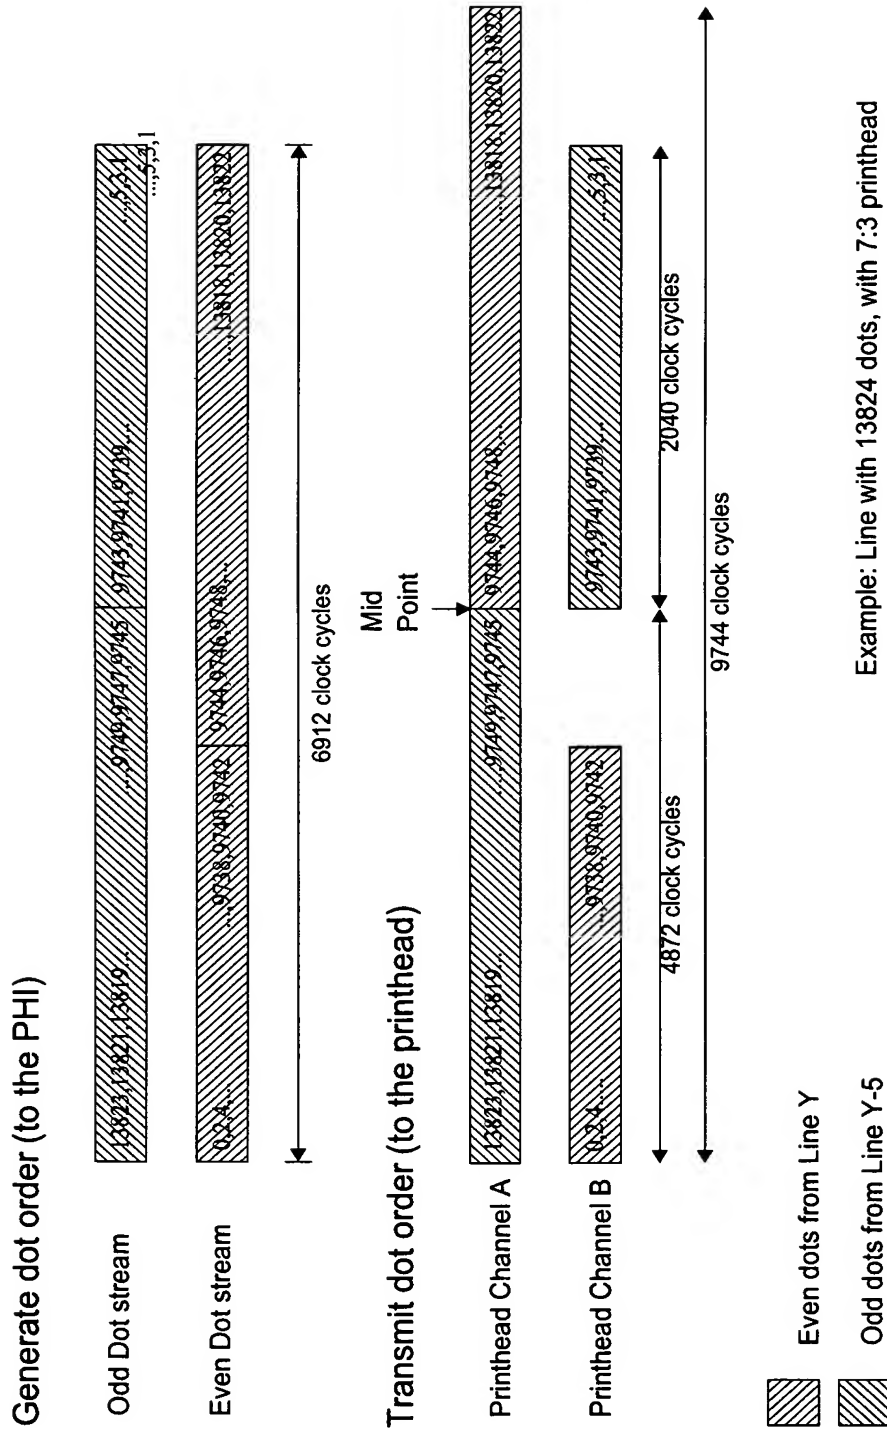 Generate dot order (to the PHI)
Odd Dot stream
13823,13821,13819...
...,9749,9747,9745
9743,9741,9739...
...,5,3,1
...,5,3,1
Even Dot stream
0,2,4...
...,9738,9740,9742
9744,9746,9748,...
...,13818,13820,13822
6912 clock cycles
Transmit dot order (to the printhead)
Mid
Point
Printhead Channel A
13823,13821,13819...
...,9749,9747,9745
9744,9746,9748,...
...,13818,13820,13822
Printhead Channel B
0,2,4...
...,9738,9740,9742
9743,9741,9739...
...,5,3,1
4872 clock cycles
2040 clock cycles
9744 clock cycles
Even dots from Line Y
Odd dots from Line Y-5
Example: Line with 13824 dots, with 7:3 printhead